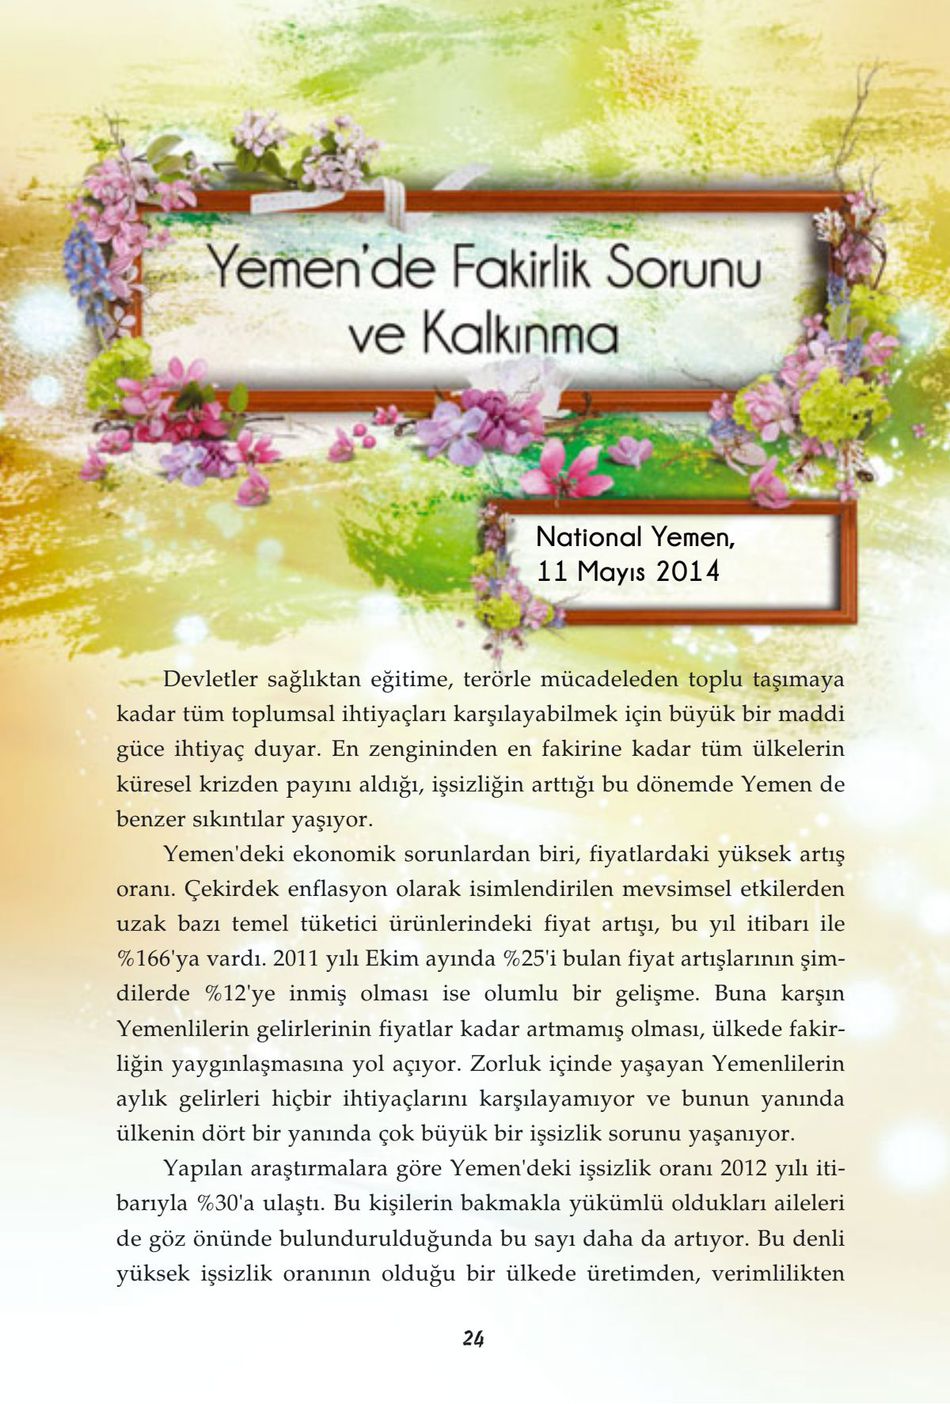 Yemen'de Fakirlik Sorunu
ve Kalkınma
National Yemen,
11 Mayıs 2014
Devletler sağlıktan eğitime, terörle mücadeleden toplu taşımaya
kadar tüm toplumsal ihtiyaçları karşılayabilmek için büyük bir maddi
güce ihtiyaç duyar. En zengininden en fakirine kadar tüm ülkelerin
küresel krizden payını aldığı, işsizliğin arttığı bu dönemde Yemen de
benzer sıkıntılar yaşıyor.
Yemen'deki ekonomik sorunlardan biri, fiyatlardaki yüksek artış
oranı. Çekirdek enflasyon olarak isimlendirilen mevsimsel etkilerden
uzak bazı temel tüketici ürünlerindeki fiyat artışı, bu yıl itibarı ile
%166'ya vardı. 2011 yılı Ekim ayında %25'i bulan fiyat artışlarının şim-
dilerde %12'ye inmiş olması ise olumlu bir gelişme. Buna karşın
Yemenlilerin gelirlerinin fiyatlar kadar artmamış olması, ülkede fakir-
liğin yaygınlaşmasına yol açıyor. Zorluk içinde yaşayan Yemenlilerin
aylık gelirleri hiçbir ihtiyaçlarını karşılayamıyor ve bunun yanında
ülkenin dört bir yanında çok büyük bir işsizlik sorunu yaşanıyor.
Yapılan araştırmalara göre Yemen'deki işsizlik oranı 2012 yılı iti-
barıyla %30'a ulaştı. Bu kişilerin bakmakla yükümlü oldukları aileleri
de göz önünde bulundurulduğunda bu sayı daha da artıyor. Bu denli
yüksek işsizlik oranının olduğu bir ülkede üretimden, verimlilikten
24